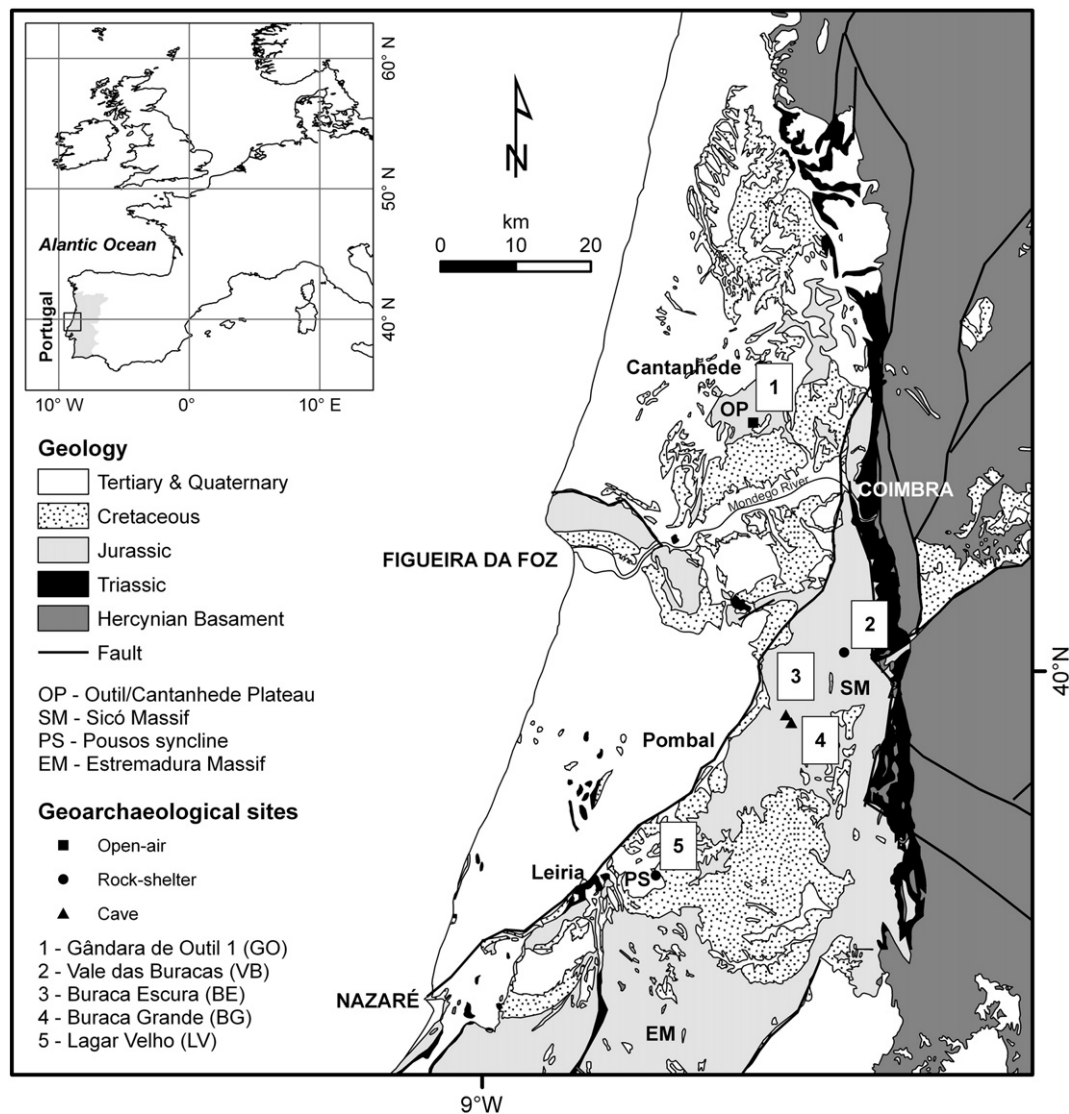 60° N
50° N
40° N
Alantic Ocean
Portugal
10° W
0°
10° E
N
km
0
10
20
Geology
Tertiary & Quaternary
Cretaceous
Jurassic
Triassic
Hercynian Basament
Fault
OP - Outil/Cantanhede Plateau
SM - Sicó Massif
PS - Pousos syncline
EM - Estremadura Massif
Geoarchaeological sites
Open-air
Rock-shelter
Cave
1 - Gândara de Outil 1 (GO)
2 - Vale das Buracas (VB)
3 - Buraca Escura (BE)
4 - Buraca Grande (BG)
5 - Lagar Velho (LV)
Cantanhede
1
OP
Mondego River
COIMBRA
FIGUEIRA DA FOZ
2
3
SM
40°N
Pombal
4
5
Leiria
PS
NAZARÉ
EM
9°W